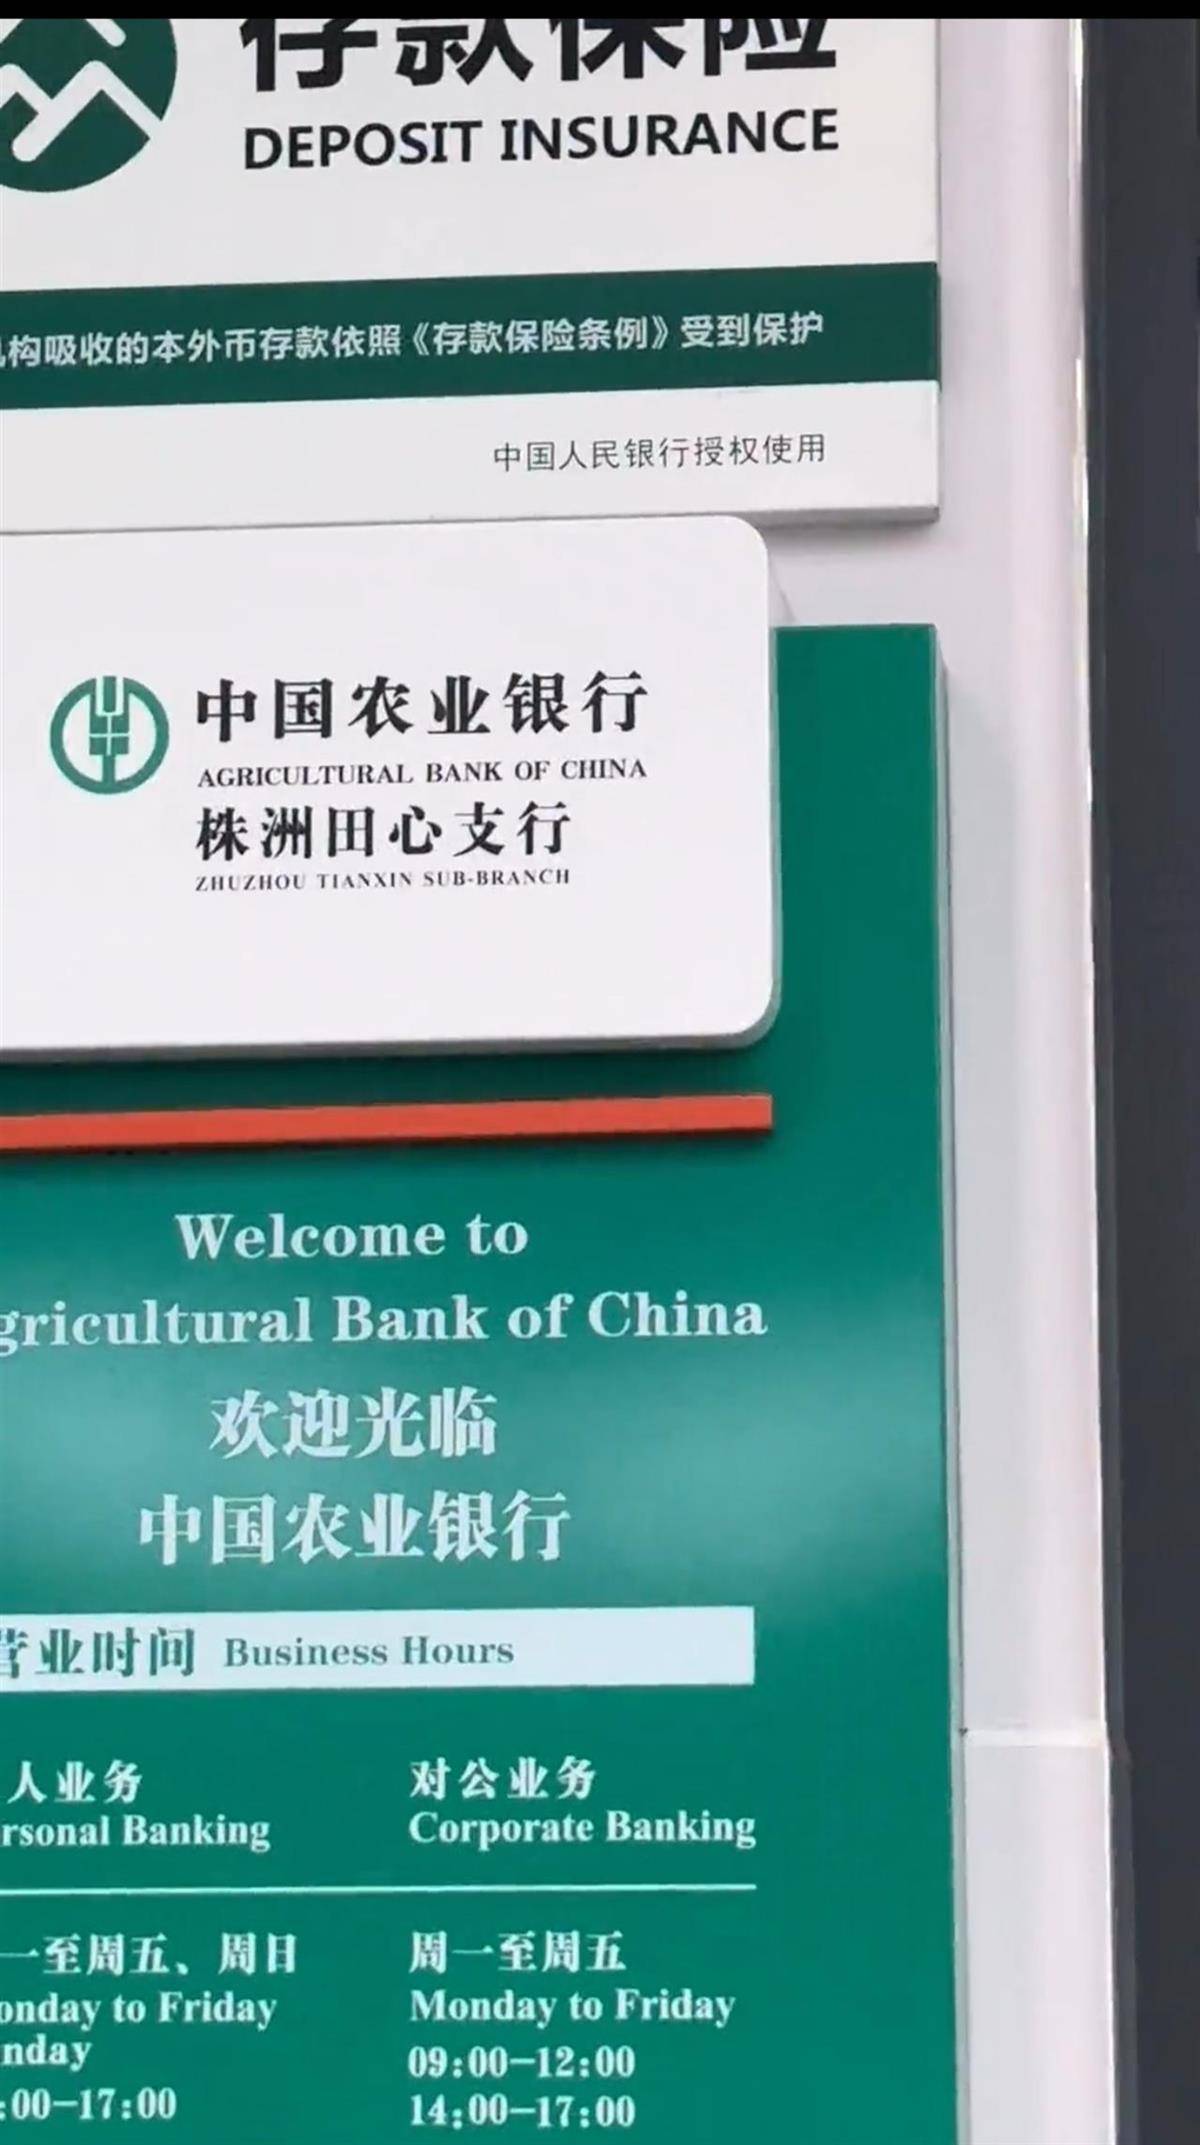 存款保险
DEPOSIT INSURANCE
构吸收的本外币存款依照《存款保险条例》受到保护
中国人民银行授权使用
中国农业银行
AGRICULTURAL BANK OF CHINA
株洲田心支行
ZHUZHOU TIANXIN SUB-BRANCH
Welcome to
gricultural Bank of China
欢迎光临
中国农业银行
营业时间 Business Hours
人业务
rsonal Banking
对公业务
Corporate Banking
一至周五、周日
onday to Friday
nday
:00-17:00
周一至周五
Monday to Friday
09:00-12:00
14:00-17:00